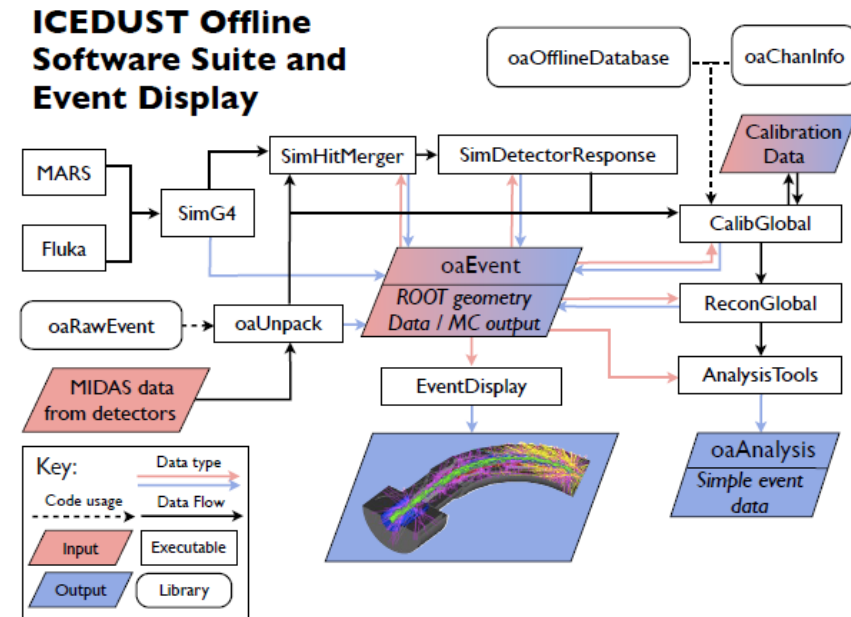 ICEDUST Offline
Software Suite and
Event Display
oaOfflineDatabase
oaChanInfo
MARS
SimHitMerger
SimDetectorResponse
Calibration
Data
SimG4
Fluka
CalibGlobal
oaEvent
ROOT geometry
Data / MC output
oaRawEvent
oaUnpack
ReconGlobal
MIDAS data
from detectors
EventDisplay
AnalysisTools
oaAnalysis
Simple event
data
Key:
Data type
Code usage
Data Flow
Input
Executable
Output
Library